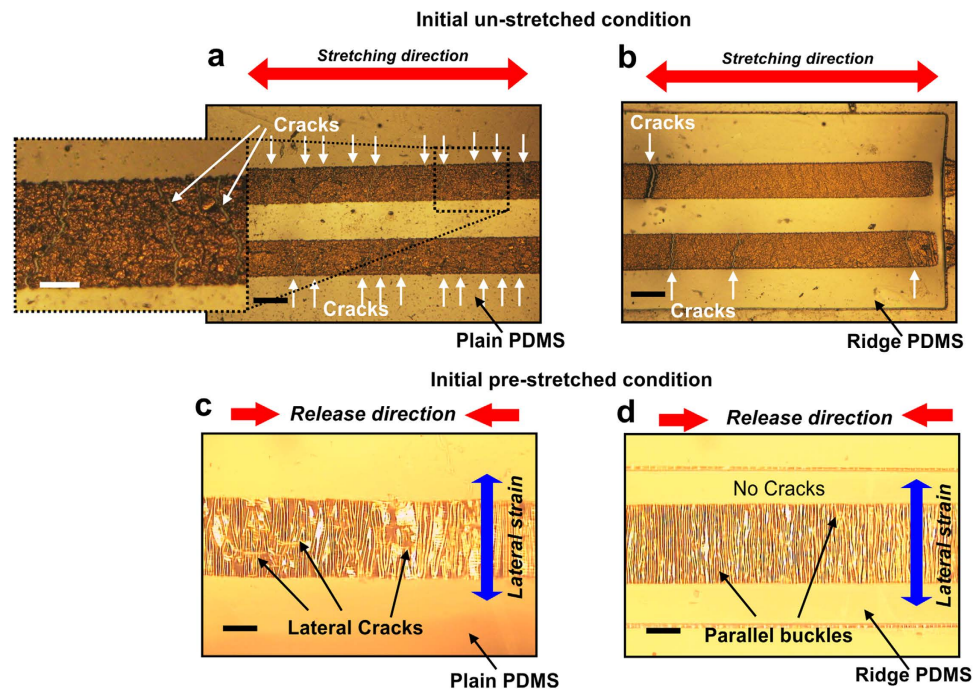 Initial un-stretched condition
a
Stretching direction
Cracks
Cracks
Plain PDMS
b
Stretching direction
Cracks
Cracks
Ridge PDMS
Initial pre-stretched condition
c
Release direction
Lateral strain
Lateral Cracks
Plain PDMS
d
Release direction
No Cracks
Lateral strain
Parallel buckles
Ridge PDMS